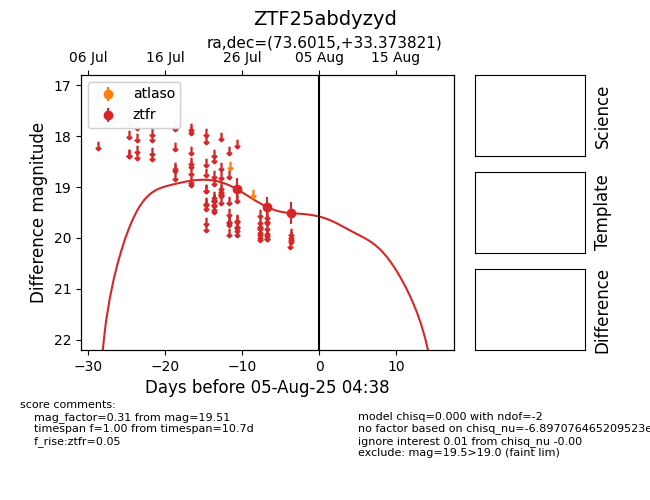 ZTF25abdyzyd
ra,dec=(73.6015,+33.373821)
06 Jul
16 Jul
26 Jul
05 Aug
15 Aug
atlaso
ztfr
17
18
19
20
21
22
Difference magnitude
−30
−20
−10
0
10
Days before 05-Aug-25 04:38
Science
Template
Difference
score comments:
mag_factor=0.31 from mag=19.51
timespan f=1.00 from timespan=10.7d
f_rise:ztfr=0.05
model chisq=0.000 with ndof=-2
no factor based on chisq_nu=-6.897076465209523e
ignore interest 0.01 from chisq_nu -0.00
exclude: mag=19.5>19.0 (faint lim)